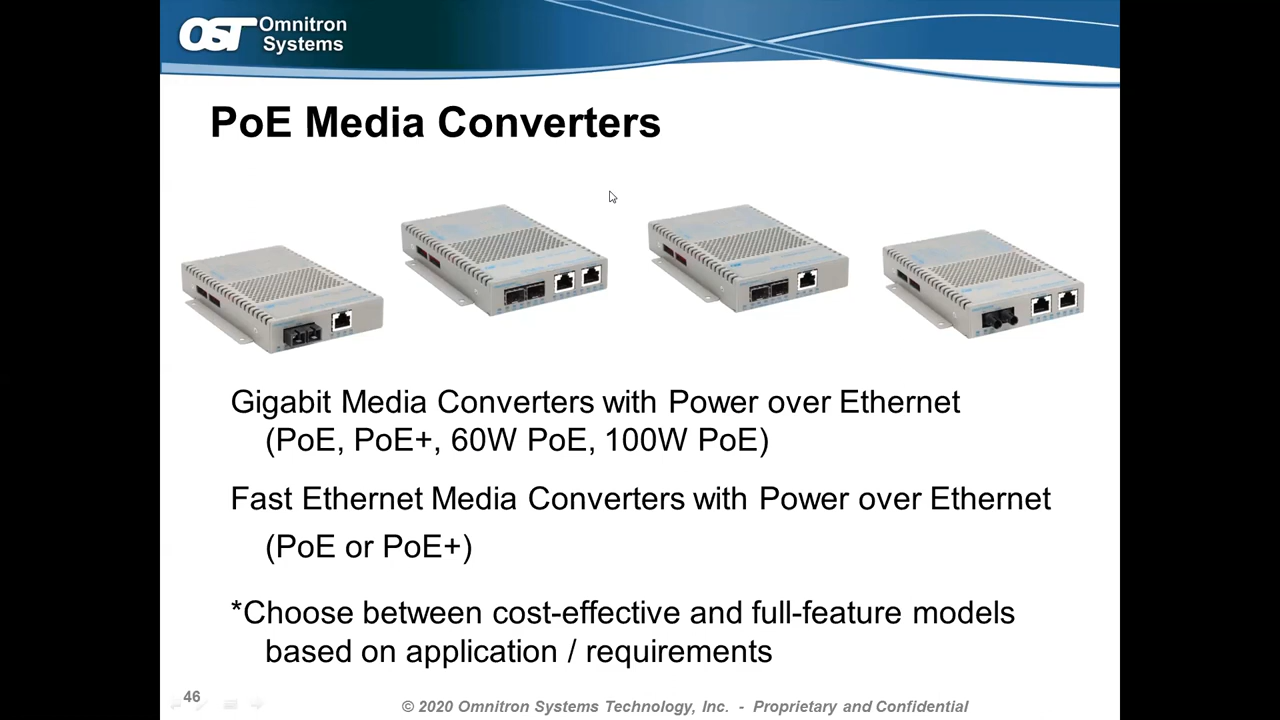 OST Omnitron
Systems
PoE Media Converters
Gigabit Media Converters with Power over Ethernet
(PoE, PoE+, 60W PoE, 100W PoE)
Fast Ethernet Media Converters with Power over Ethernet
(PoE or PoE+)
*Choose between cost-effective and full-feature models
based on application / requirements
46
© 2020 Omnitron Systems Technology, Inc. - Proprietary and Confidential